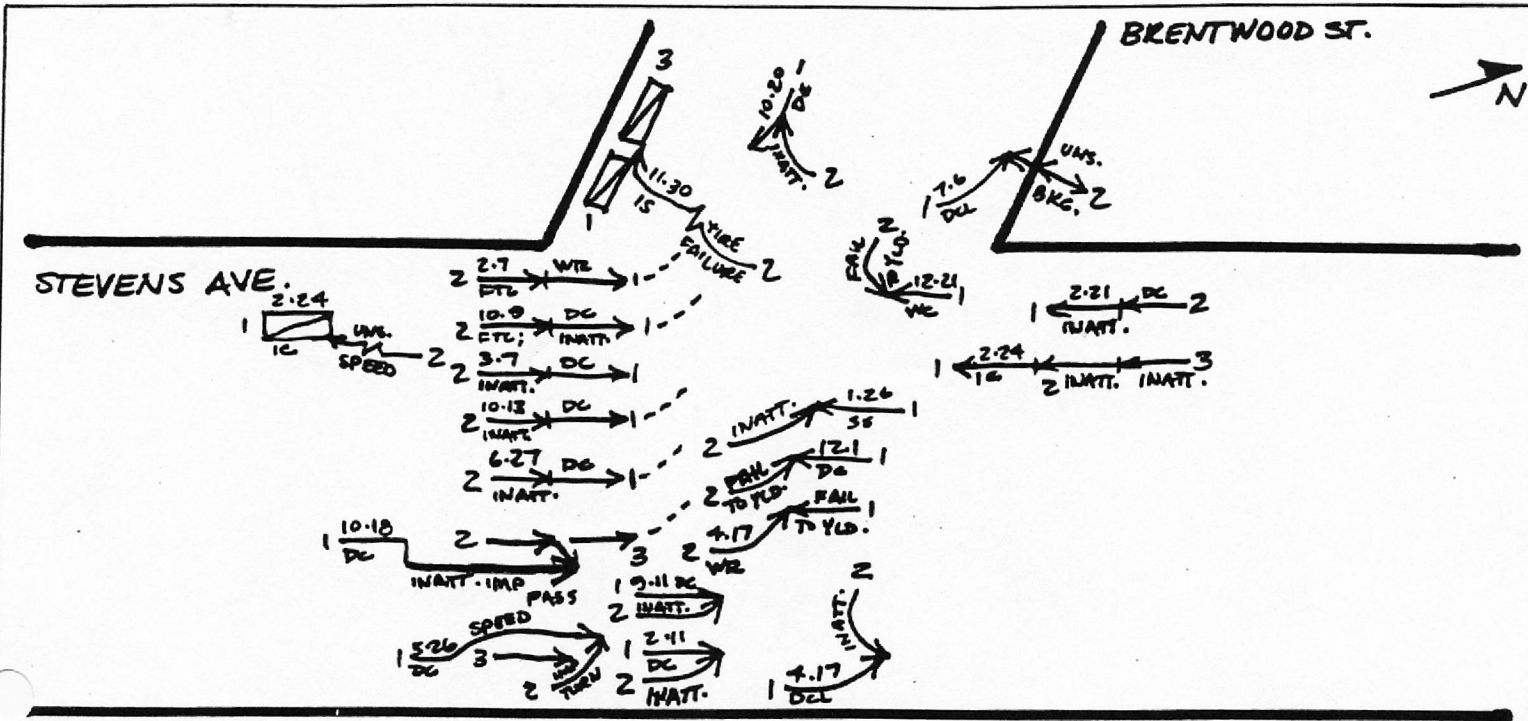 BRENTWOOD ST.
N
3
1
10.20
DC
INATT.
2
1
11.30
IS
TIRE
FAILURE
2
UNS.
BKG.
2
1
7.6
DCL
STEVENS AVE.
2
2.7
FTC
WR
1
2
FAIL
TO YLD.
12.21
WC
1
1
2.24
IC
UNS.
SPEED
2
2
10.9
FTC;
DC
INATT.
1
1
2.21
INATT.
DC
2
2
3.7
INATT.
DC
1
1
2.24
IC
2 INATT.
3
INATT.
2
10.13
INATT.
DC
1
2
INATT.
1.26
SS
1
2
6.27
INATT.
DC
1
2
FAIL
TO YLD.
12.1
DC
1
1
10.18
DC
2
3
INATT. IMP
PASS
2
4.17
WR
FAIL
TO YLD.
1
1
9.11 DC
2
INATT.
2
INATT.
1
5.26
DC
SPEED
3
2
TURN
1
2.11
DC
2
INATT.
1
4.17
DCL